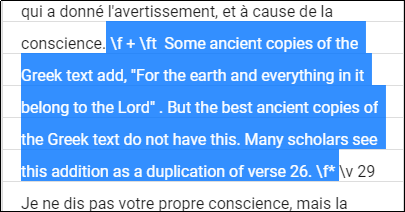 qui a donné l'avertissement, et à cause de la
conscience. \f + \ft  Some ancient copies of the
Greek text add, "For the earth and everything in it
belong to the Lord" . But the best ancient copies of
the Greek text do not have this. Many scholars see
this addition as a duplication of verse 26. \f* \v 29
Je ne dis pas votre propre conscience, mais la